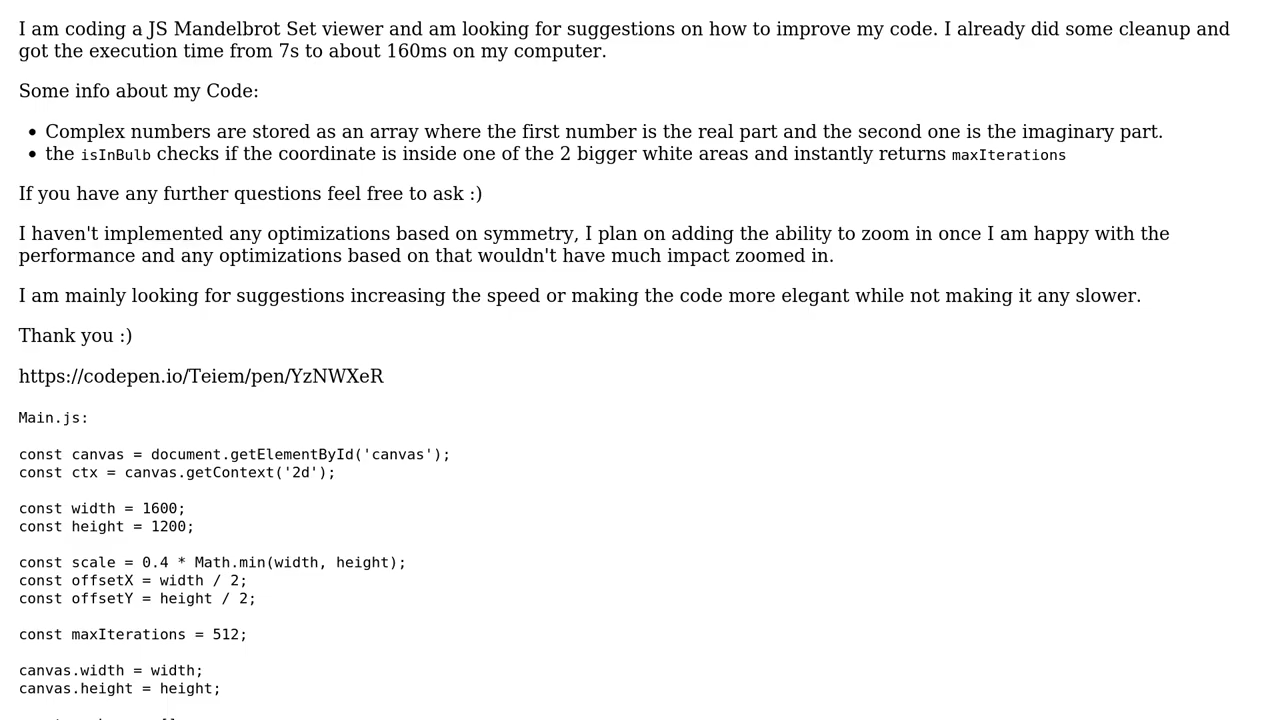 I am coding a JS Mandelbrot Set viewer and am looking for suggestions on how to improve my code. I already did some cleanup and
got the execution time from 7s to about 160ms on my computer.
Some info about my Code:
• Complex numbers are stored as an array where the first number is the real part and the second one is the imaginary part.
• the isInBulb checks if the coordinate is inside one of the 2 bigger white areas and instantly returns maxIterations
If you have any further questions feel free to ask :)
I haven't implemented any optimizations based on symmetry, I plan on adding the ability to zoom in once I am happy with the
performance and any optimizations based on that wouldn't have much impact zoomed in.
I am mainly looking for suggestions increasing the speed or making the code more elegant while not making it any slower.
Thank you :)
https://codepen.io/Teiem/pen/YzNWXeR
Main.js:
const canvas = document.getElementById('canvas');
const ctx = canvas.getContext('2d');
const width = 1600;
const height = 1200;
const scale = 0.4 * Math.min(width, height);
const offsetX = width / 2;
const offsetY = height / 2;
const maxIterations = 512;
canvas.width = width;
canvas.height = height;